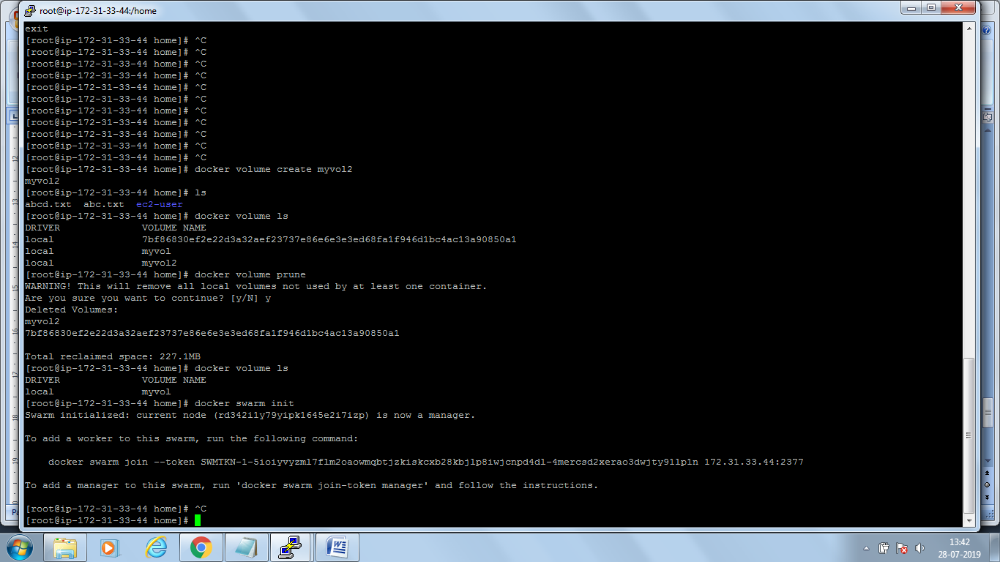 root@ip-172-31-33-44:/home
exit
[root@ip-172-31-33-44 home]# ^C
[root@ip-172-31-33-44 home]# ^C
[root@ip-172-31-33-44 home]# ^C
[root@ip-172-31-33-44 home]# ^C
[root@ip-172-31-33-44 home]# ^C
[root@ip-172-31-33-44 home]# ^C
[root@ip-172-31-33-44 home]# ^C
[root@ip-172-31-33-44 home]# ^C
[root@ip-172-31-33-44 home]# ^C
[root@ip-172-31-33-44 home]# ^C
[root@ip-172-31-33-44 home]# ^C
[root@ip-172-31-33-44 home]# docker volume create myvol2
myvol2
[root@ip-172-31-33-44 home]# ls
abcd.txt  abc.txt  ec2-user
[root@ip-172-31-33-44 home]# docker volume ls
DRIVER              VOLUME NAME
local               7bf86830ef2e22d3a32aef23737e86e6e3e3ed68fa1f946d1bc4ac13a90850a1
local               myvol
local               myvol2
[root@ip-172-31-33-44 home]# docker volume prune
WARNING! This will remove all local volumes not used by at least one container.
Are you sure you want to continue? [y/N] y
Deleted Volumes:
myvol2
7bf86830ef2e22d3a32aef23737e86e6e3e3ed68fa1f946d1bc4ac13a90850a1
Total reclaimed space: 227.1MB
[root@ip-172-31-33-44 home]# docker volume ls
DRIVER              VOLUME NAME
local               myvol
[root@ip-172-31-33-44 home]# docker swarm init
Swarm initialized: current node (rd342i1y79yipk1645e2i7izp) is now a manager.
To add a worker to this swarm, run the following command:
docker swarm join --token SWMTKN-1-5ioiyvyzml7flm2oaowmqbtjzkiskcxb28kbjlp8iwjcnpd4dl-4mercsd2xerao3dwjty91lp1n 172.31.33.44:2377
To add a manager to this swarm, run 'docker swarm join-token manager' and follow the instructions.
[root@ip-172-31-33-44 home]# ^C
[root@ip-172-31-33-44 home]#
13:42
28-07-2019